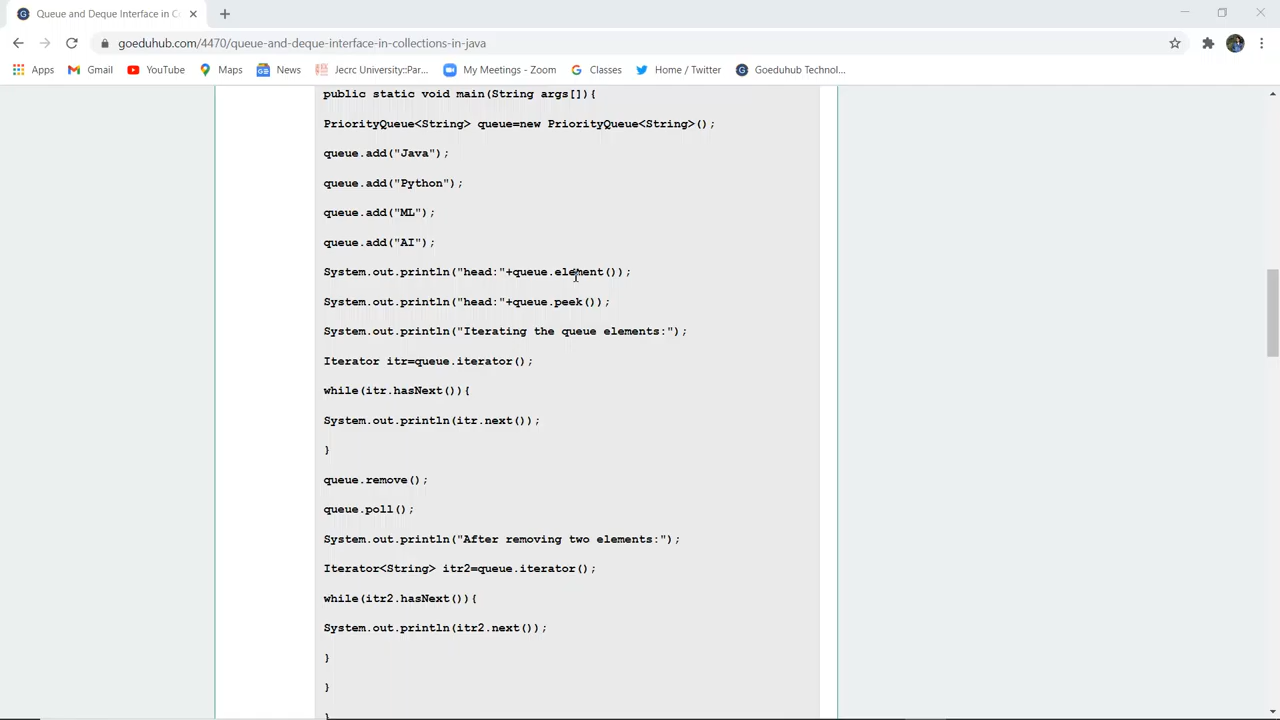 Queue and Deque Interface in C
goeduhub.com/4470/queue-and-deque-interface-in-collections-in-java
Apps Gmail YouTube Maps News Jecrc University::Par... My Meetings - Zoom Classes Home / Twitter Goeduhub Technol...
public static void main(String args[]){
PriorityQueue<String> queue=new PriorityQueue<String>();
queue.add("Java");
queue.add("Python");
queue.add("ML");
queue.add("AI");
System.out.println("head:"+queue.element());
System.out.println("head:"+queue.peek());
System.out.println("Iterating the queue elements:");
Iterator itr=queue.iterator();
while(itr.hasNext()){
System.out.println(itr.next());
}
queue.remove();
queue.poll();
System.out.println("After removing two elements:");
Iterator<String> itr2=queue.iterator();
while(itr2.hasNext()){
System.out.println(itr2.next());
}
}
}